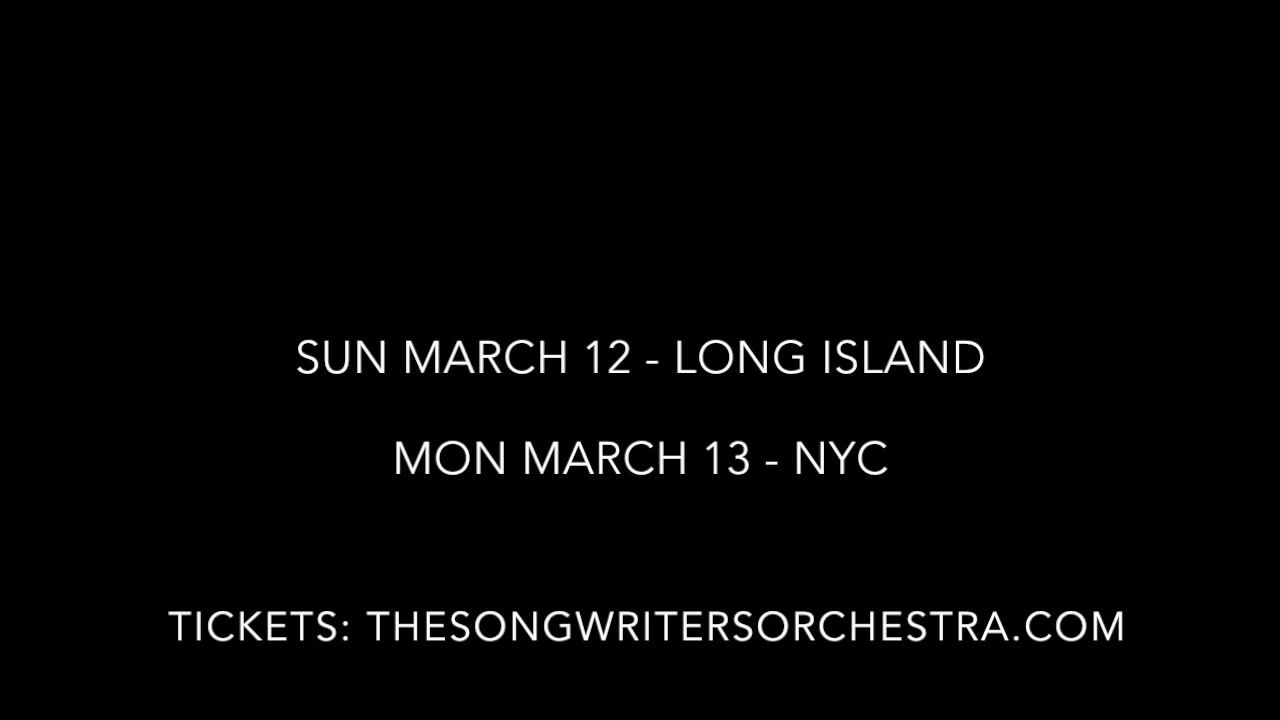 SUN MARCH 12 - LONG ISLAND
MON MARCH 13 - NYC
TICKETS: THESONGWRITERSORCHESTRA.COM